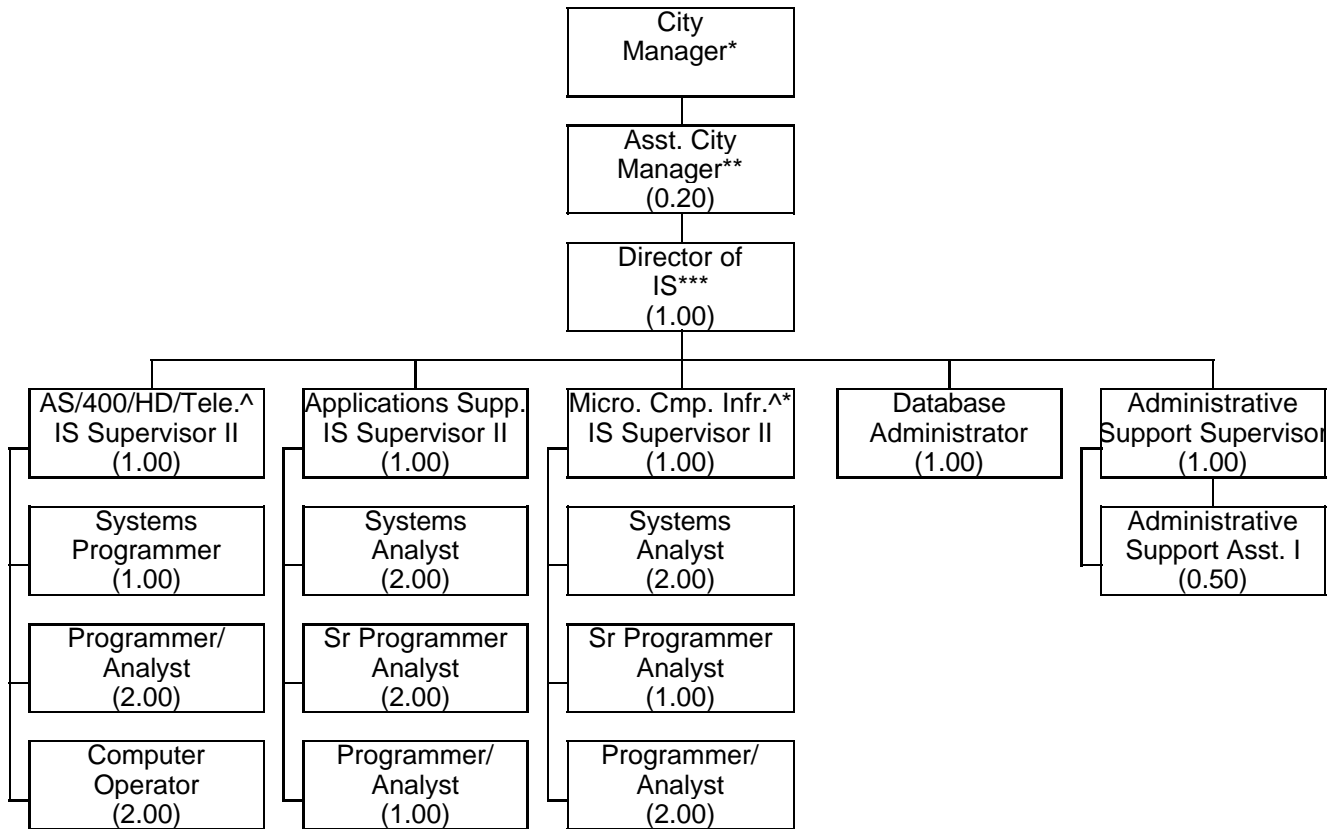 City
Manager*
Asst. City
Manager**
(0.20)
Director of
IS***
(1.00)
AS/400/HD/Tele.^
IS Supervisor II
(1.00)
Systems
Programmer
(1.00)
Programmer/
Analyst
(2.00)
Computer
Operator
(2.00)
Applications Supp.
IS Supervisor II
(1.00)
Systems
Analyst
(2.00)
Sr Programmer
Analyst
(2.00)
Programmer/
Analyst
(1.00)
Micro. Cmp. Infr.^*
IS Supervisor II
(1.00)
Systems
Analyst
(2.00)
Sr Programmer
Analyst
(1.00)
Programmer/
Analyst
(2.00)
Database
Administrator
(1.00)
Administrative
Support Supervisor
(1.00)
Administrative
Support Asst. I
(0.50)